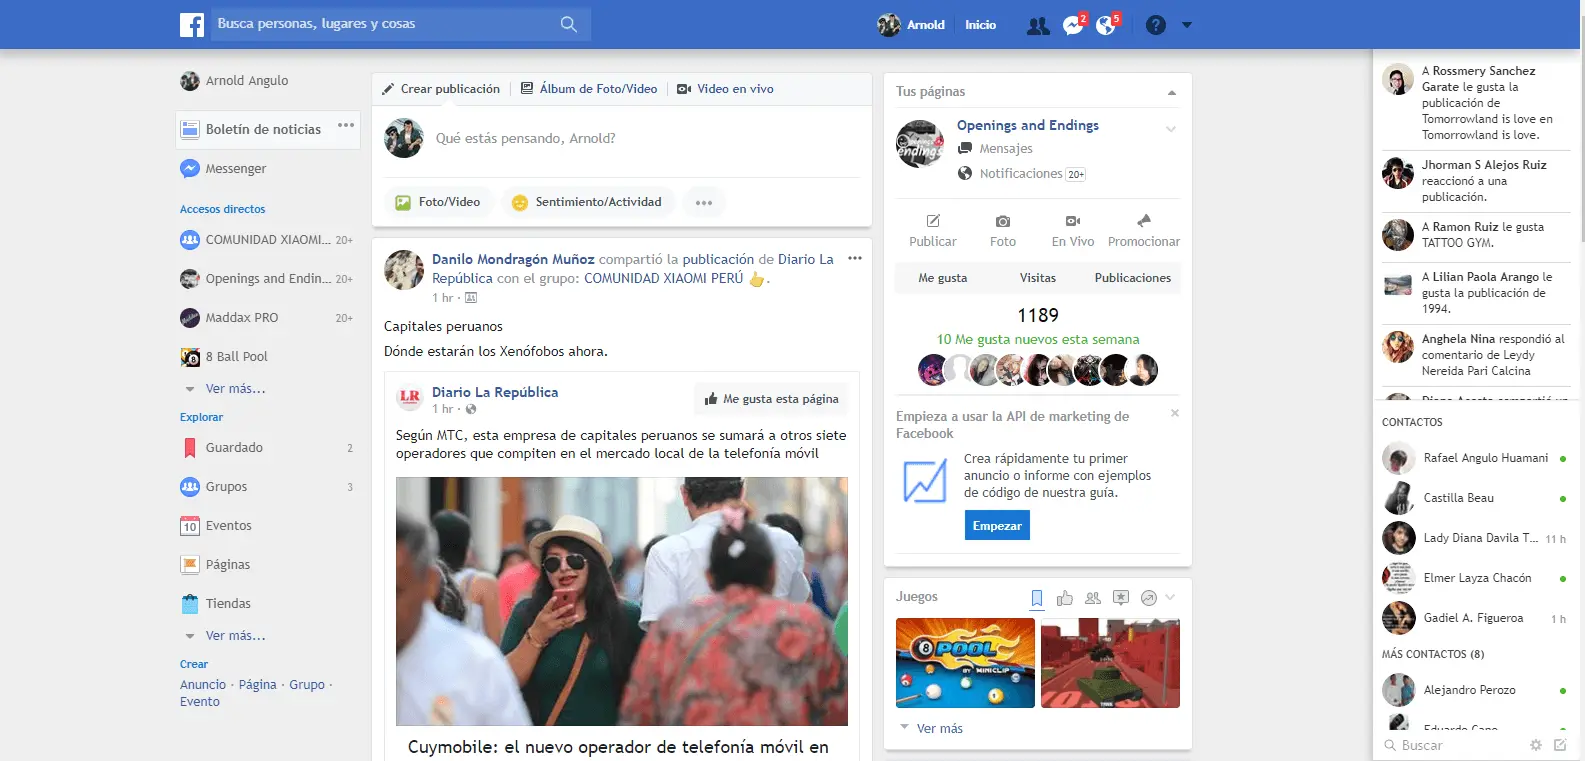 Busca personas, lugares y cosas
Arnold
Inicio
2
5
Arnold Angulo
Boletín de noticias
Messenger
Accesos directos
COMUNIDAD XIAOMI... 20+
Openings and Endin... 20+
Maddax PRO 20+
8 Ball Pool
Ver más...
Explorar
Guardado 2
Grupos 3
10 Eventos
Páginas
Tiendas
Ver más...
Crear
Anuncio · Página · Grupo ·
Evento
Crear publicación
Álbum de Foto/Video
Video en vivo
Qué estás pensando, Arnold?
Foto/Video
Sentimiento/Actividad
Danilo Mondragón Muñoz compartió la publicación de Diario La
República con el grupo: COMUNIDAD XIAOMI PERÚ 👍.
1 hr ·
Capitales peruanos
Dónde estarán los Xenófobos ahora.
LR
Diario La República
1 hr ·
Me gusta esta página
Según MTC, esta empresa de capitales peruanos se sumará a otros siete
operadores que compiten en el mercado local de la telefonía móvil
Cuymobile: el nuevo operador de telefonía móvil en
Tus páginas
Openings and Endings
Mensajes
Notificaciones 20+
Publicar
Foto
En Vivo
Promocionar
Me gusta
Visitas
Publicaciones
1189
10 Me gusta nuevos esta semana
Empieza a usar la API de marketing de
Facebook
Crea rápidamente tu primer
anuncio o informe con ejemplos
de código de nuestra guía.
Empezar
Juegos
8 POOL
BY MINICLIP
Ver más
A Rossmery Sanchez
Garate le gusta la
publicación de
Tomorrowland is love en
Tomorrowland is love.
Jhorman S Alejos Ruiz
reaccionó a una
publicación.
A Ramon Ruiz le gusta
TATTOO GYM.
A Lilian Paola Arango le
gusta la publicación de
1994.
Anghela Nina respondió al
comentario de Leydy
Nereida Pari Calcina
CONTACTOS
Rafael Angulo Huamani
Castilla Beau
Lady Diana Davila T... 11 h
Elmer Layza Chacón
Gadiel A. Figueroa 1 h
MÁS CONTACTOS (8)
Alejandro Perozo
Buscar